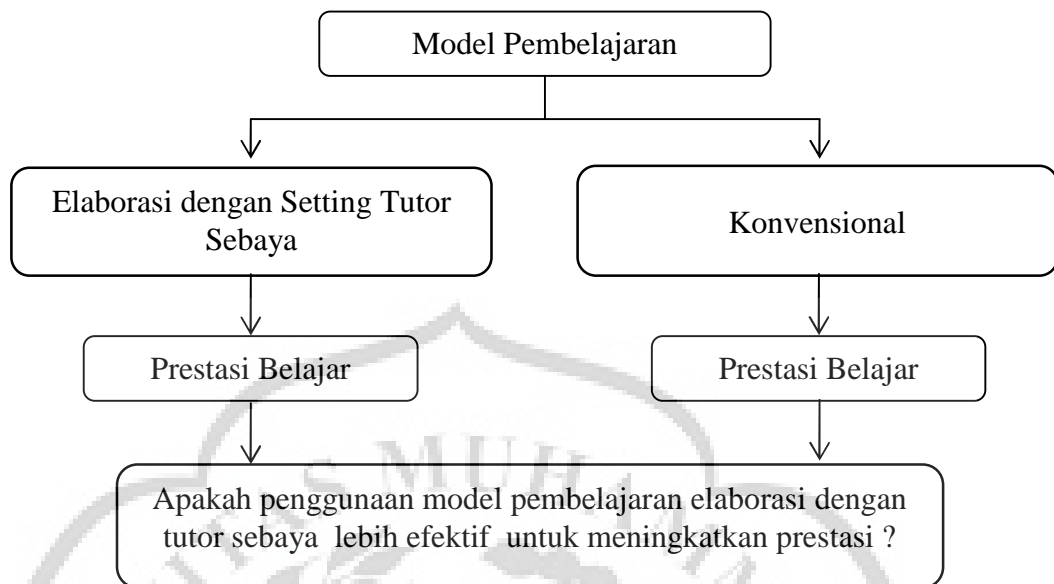 Model Pembelajaran
Elaborasi dengan Setting Tutor
Sebaya
Konvensional
Prestasi Belajar
Prestasi Belajar
Apakah penggunaan model pembelajaran elaborasi dengan
tutor sebaya lebih efektif untuk meningkatkan prestasi ?